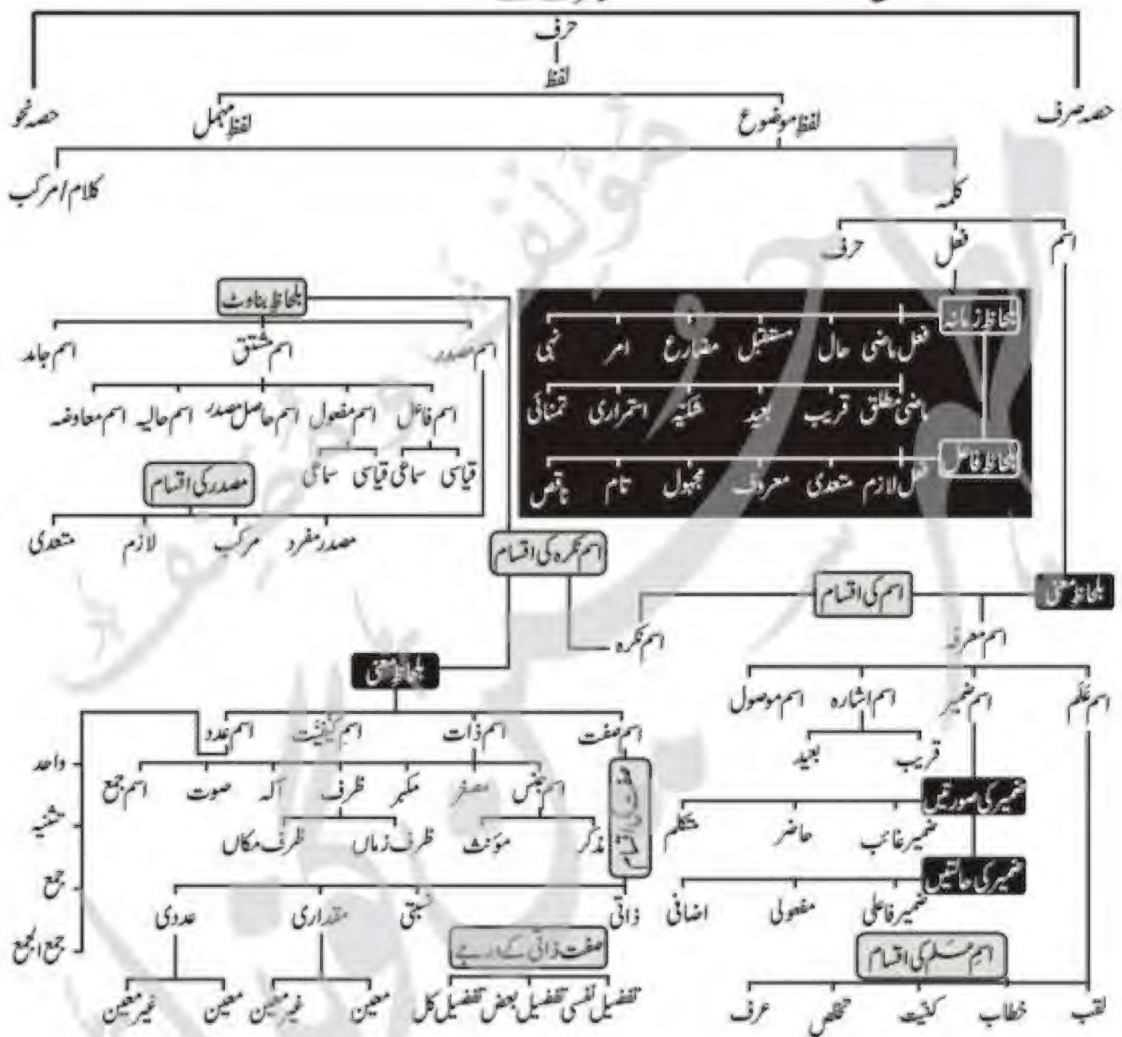 حرف
لفظ
حصہ صرف
لفظِ موضوع
لفظِ مہمل
حصہ نحو
کلمہ
کلام/مرکب
اسم
فعل
حرف
بلحاظِ زمانہ
فعل ماضی حال مستقبل مضارع امر نہی
ماضی مطلق قریب بعید شکیّہ استمراری تمنائی
بلحاظِ فاعل
فعل لازم متعدی معروف مجہول تام ناقص
بلحاظِ بناوٹ
اسم مصدر اسم مشتق اسم جامد
اسم فاعل اسم مفعول اسم حاصل مصدر اسم حالیہ اسم معاوضہ
قیاسی سماعی قیاسی سماعی
مصدر کی اقسام
مصدر مفرد مرکب لازم متعدی
اسم نکرہ کی اقسام
بلحاظِ معنی
اسم کی اقسام
اسم معرفہ
اسم نکرہ
اسم علَم اسم ضمیر اسم اشارہ اسم موصول
قریب بعید
ضمیر کی صورتیں
ضمیر غائب حاضر متکلم
ضمیر کی حالتیں
ضمیر فاعلی مفعولی اضافی
اسمِ علم کی اقسام
لقب خطاب کنیت تخلص عرف
بلحاظِ معنی
اسم صفت اسم ذات اسمِ کیفیّت اسم عدد
اسم جنس مصغر مکبر ظرف آلہ صوت اسم جمع
مذکر مؤنث ظرف زماں ظرف مکاں
صفت کی اقسام
ذاتی نسبتی مقداری عددی
صفت ذاتی کے درجے
تفضیل نفسی تفضیل بعض تفضیل کل
معین غیر معین معین غیر معین
واحد
تثنیہ
جمع
جمع الجمع